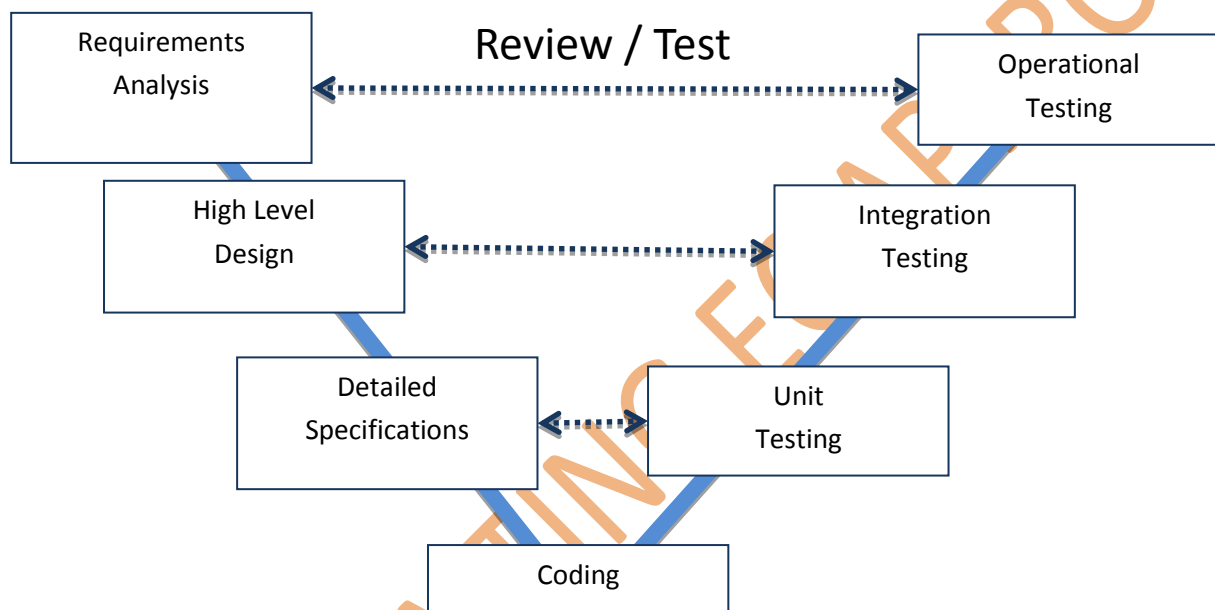 Requirements
Analysis
Review / Test
Operational
Testing
High Level
Design
Integration
Testing
Detailed
Specifications
Unit
Testing
Coding